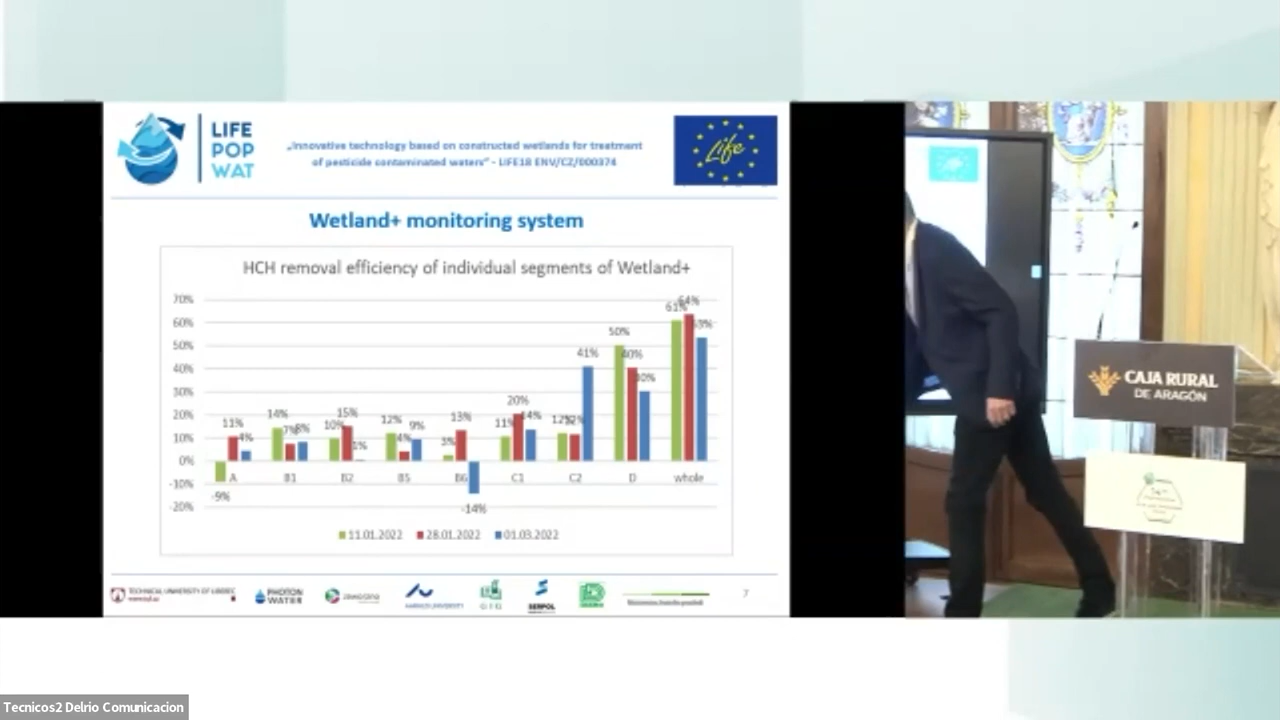 LIFE
POP
WAT
„Innovative technology based on constructed wetlands for treatment
of pesticide contaminated waters" - LIFE18 ENV/CZ/000374
Life
Wetland+ monitoring system
HCH removal efficiency of individual segments of Wetland+
70%
60%
50%
40%
30%
20%
10%
0%
-10%
-20%
-9%
11%
4%
14%
7%
8%
10%
15%
1%
12%
4%
9%
3%
13%
-14%
11%
20%
14%
12%
12%
41%
50%
40%
30%
61%
64%
53%
A
B1
B2
B5
B6
C1
C2
D
whole
11.01.2022
28.01.2022
01.03.2022
TECHNICAL UNIVERSITY OF LIBEREC
PHOTON
WATER
AARHUS UNIVERSITY
SERPOL
7
CAJA RURAL
DE ARAGÓN
Tecnicos2 Delrio Comunicacion